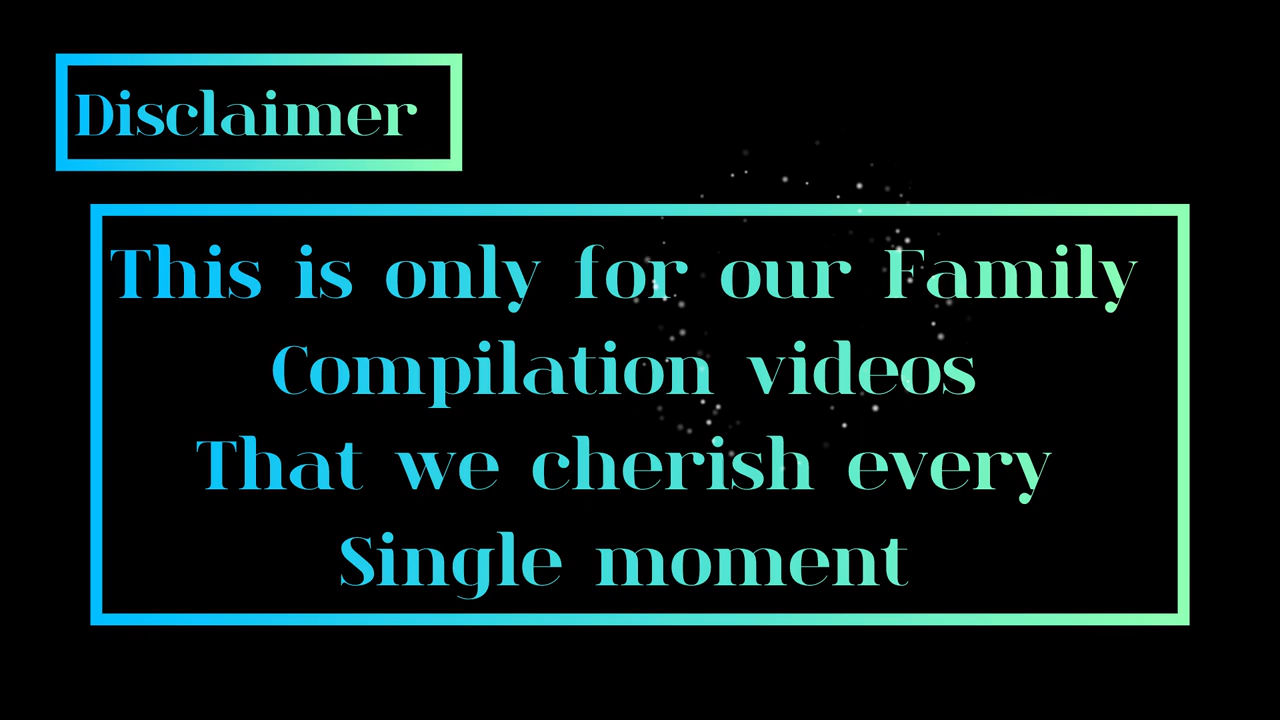 Disclaimer
This is only for our Family
Compilation videos
That we cherish every
Single moment